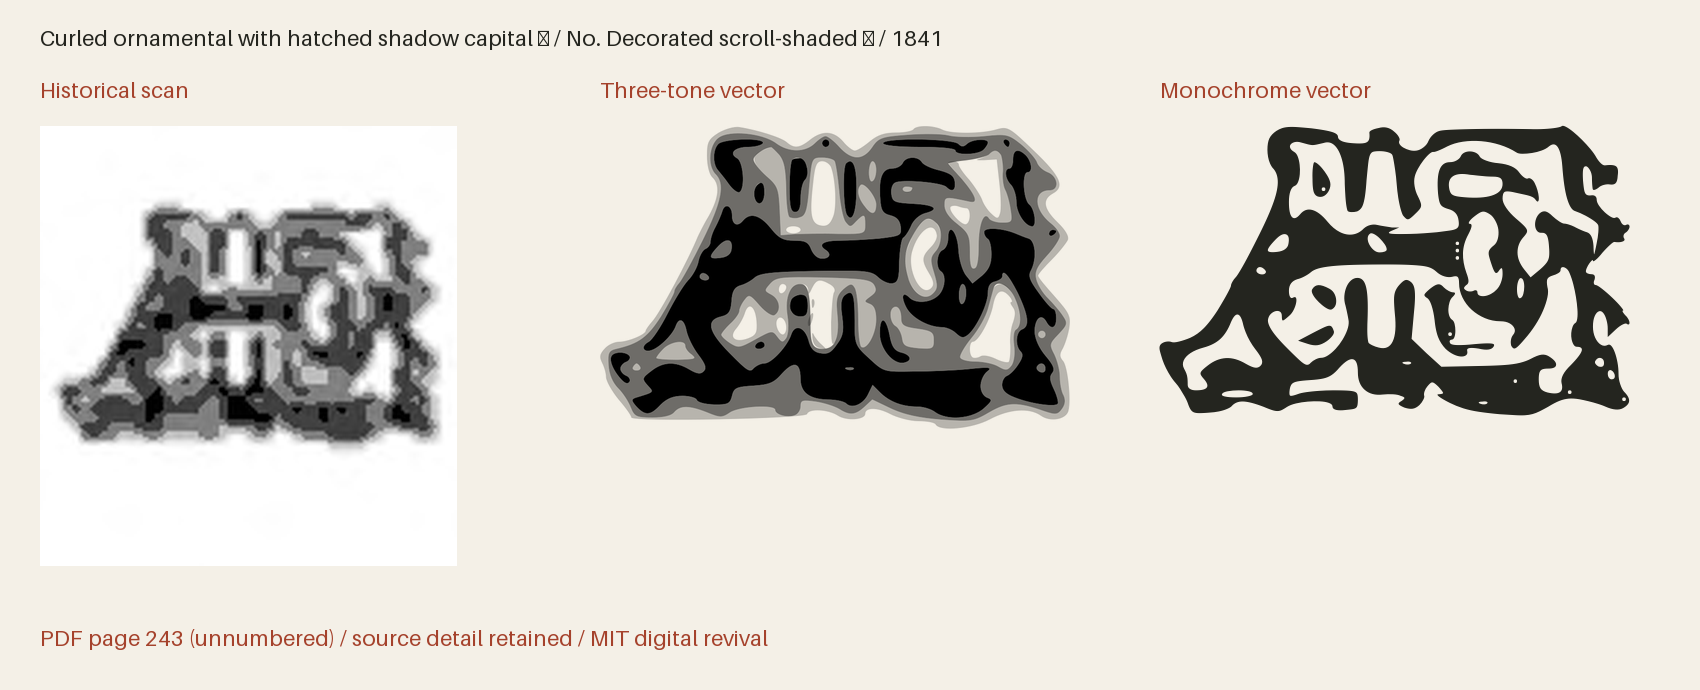 Curled ornamental with hatched shadow capital / No. Decorated scroll-shaded / 1841
Historical scan
Three-tone vector
Monochrome vector
PDF page 243 (unnumbered) / source detail retained / MIT digital revival